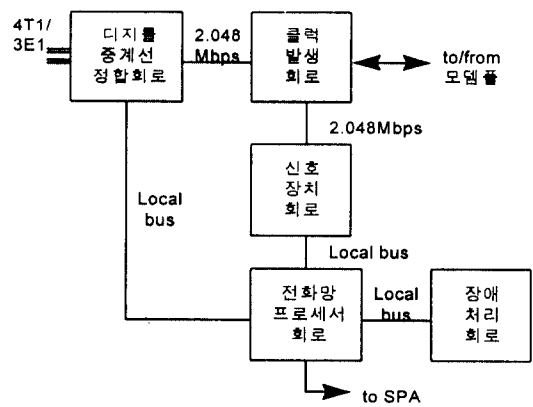 4T1/
3E1
디지틀
중계선
정합회로
2.048
Mbps
클럭
발생
회로
to/from
모뎀풀
2.048Mbps
신호
장치
회로
Local
bus
Local bus
전화망
프로세서
회로
Local
bus
장애
처리
회로
to SPA